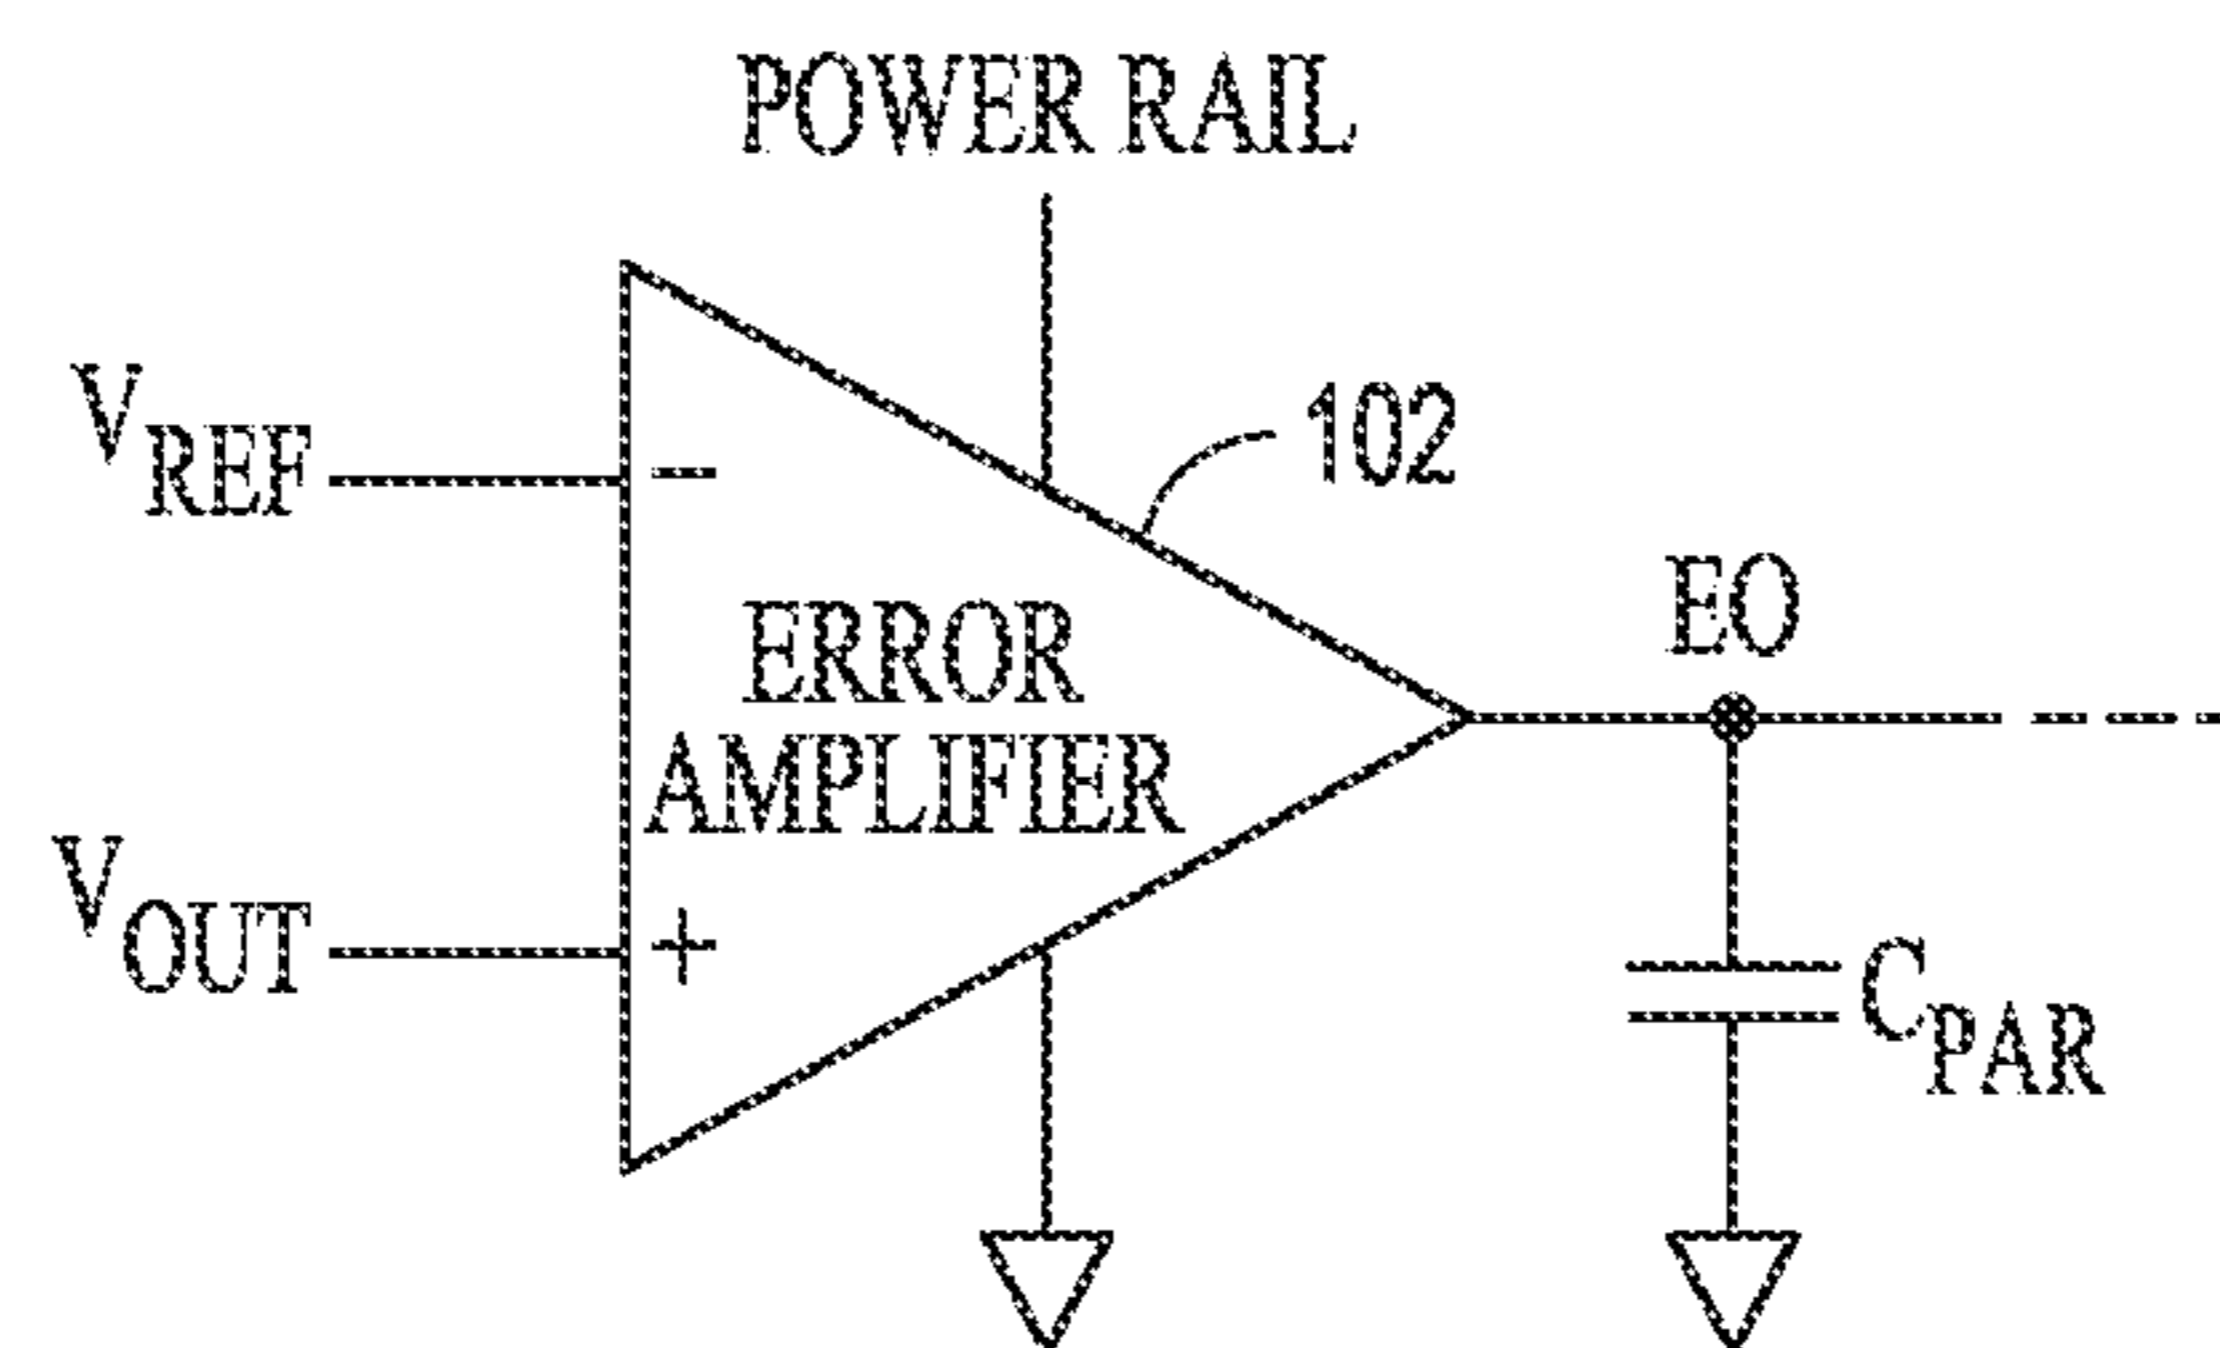 POWER RAIL
VREF
−
102
EO
ERROR
AMPLIFIER
VOUT
+
CPAR